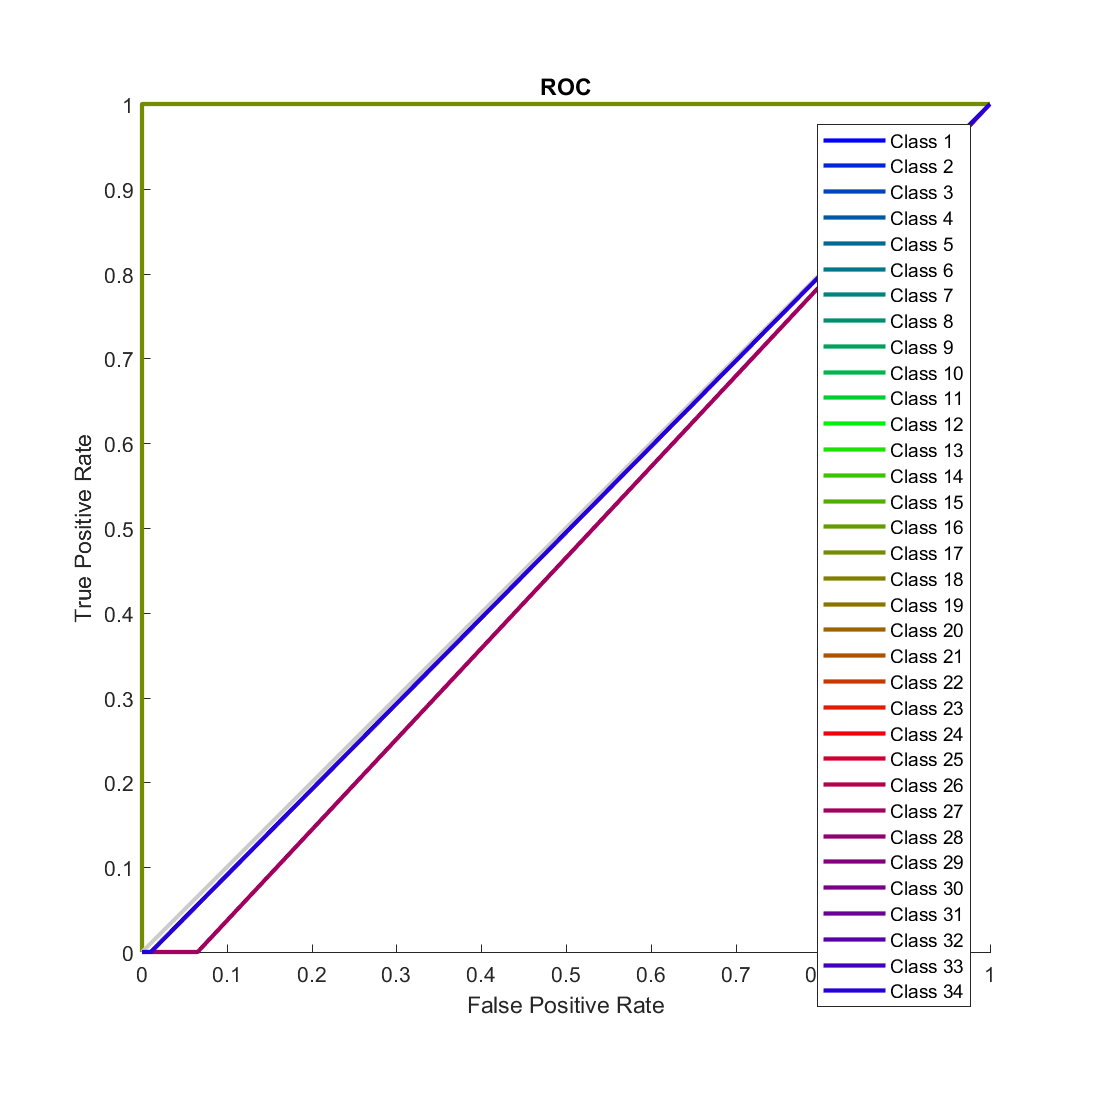 ROC
1
0.9
0.8
0.7
0.6
0.5
0.4
0.3
0.2
0.1
0
True Positive Rate
0 0.1 0.2 0.3 0.4 0.5 0.6 0.7 0 1
False Positive Rate
Class 1
Class 2
Class 3
Class 4
Class 5
Class 6
Class 7
Class 8
Class 9
Class 10
Class 11
Class 12
Class 13
Class 14
Class 15
Class 16
Class 17
Class 18
Class 19
Class 20
Class 21
Class 22
Class 23
Class 24
Class 25
Class 26
Class 27
Class 28
Class 29
Class 30
Class 31
Class 32
Class 33
Class 34